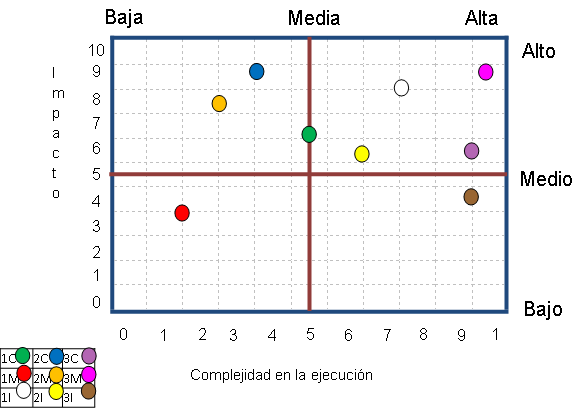 Baja Media Alta
Alto
10
9
8
7
6
5
4
3
2
1
0
Impacto
Medio
Bajo
0 1 2 3 4 5 6 7 8 9 1
Complejidad en la ejecución
1C 2C 3C
1M 2M 3M
1I 2I 3I